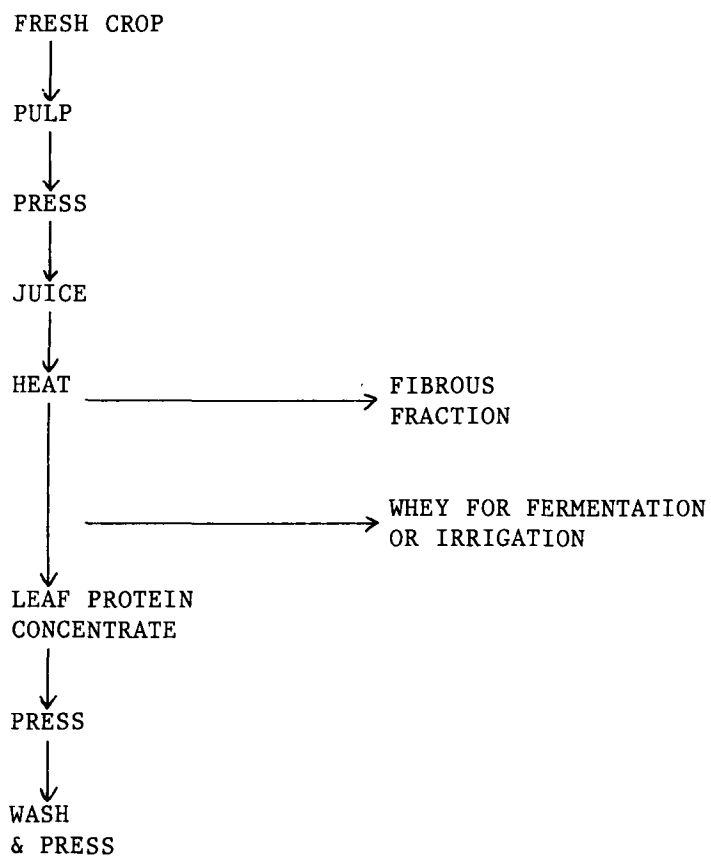 FRESH CROP
PULP
PRESS
JUICE
HEAT
FIBROUS
FRACTION
WHEY FOR FERMENTATION
OR IRRIGATION
LEAF PROTEIN
CONCENTRATE
PRESS
WASH
& PRESS